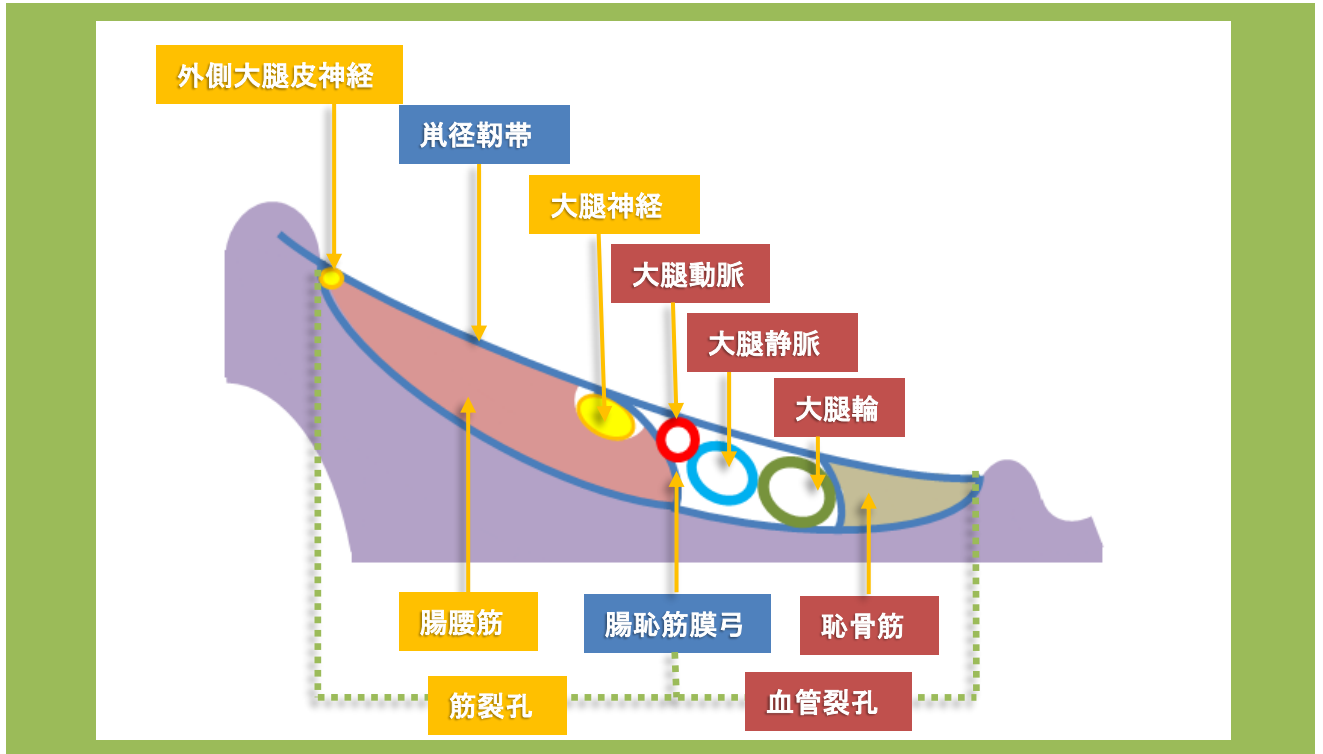 外側大腿皮神経
鼡径靭帯
大腿神経
大腿動脈
大腿静脈
大腿輪
腸腰筋
腸恥筋膜弓
恥骨筋
筋裂孔
血管裂孔